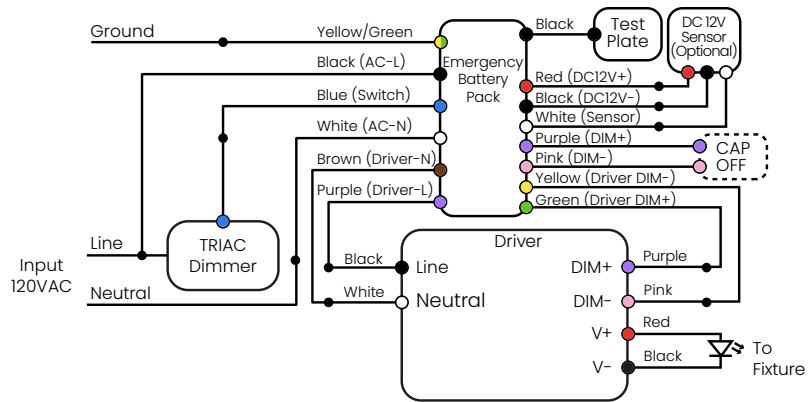 Ground
Yellow/Green
Black (AC-L)
Blue (Switch)
White (AC-N)
Brown (Driver-N)
Purple (Driver-L)
Emergency
Battery
Pack
Black
Test
Plate
DC 12V
Sensor
(Optional)
Red (DC12V+)
Black (DC12V-)
White (Sensor)
Purple (DIM+)
Pink (DIM-)
CAP
OFF
Yellow (Driver DIM-)
Green (Driver DIM+)
Input
120VAC
Line
Neutral
TRIAC
Dimmer
Driver
Black
Line
White
Neutral
DIM+
Purple
DIM-
Pink
V+
Red
V-
Black
To
Fixture